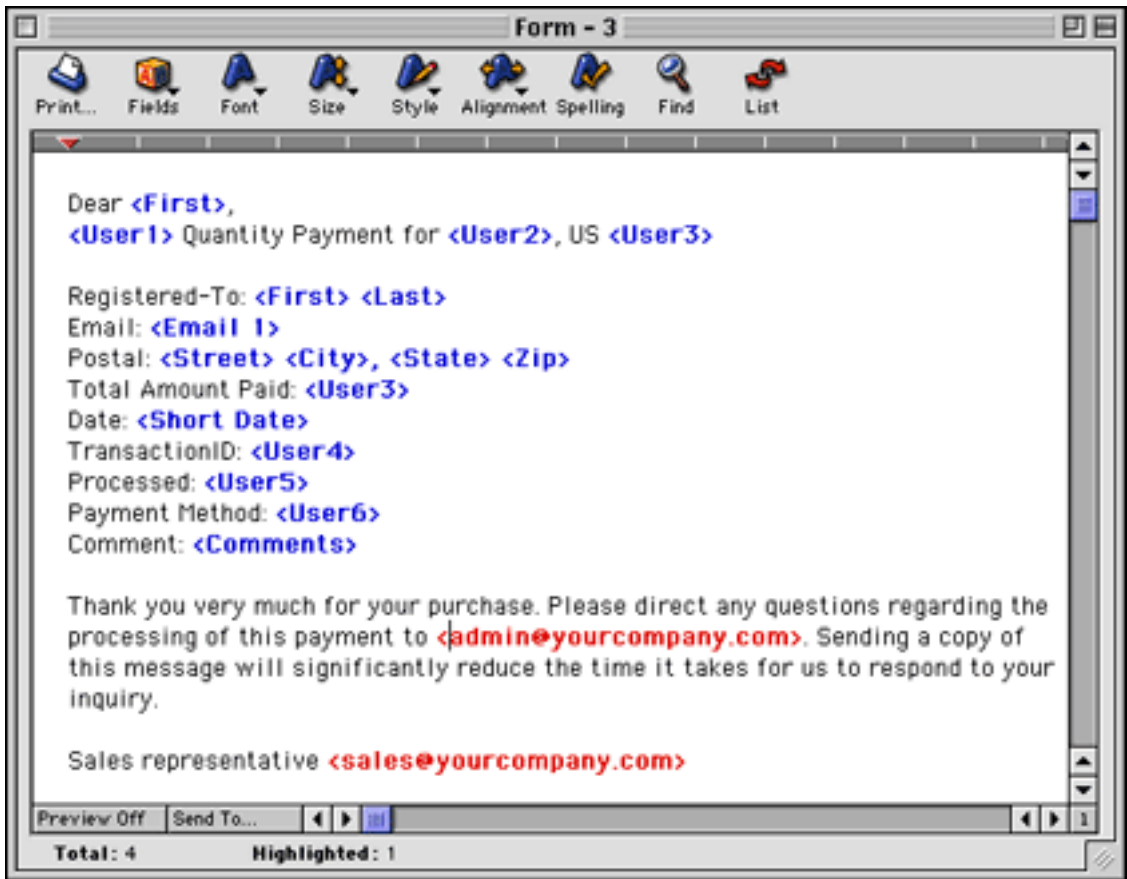 Form - 3
Print... Fields Font Size Style Alignment Spelling Find List
Dear <First>,
<User1> Quantity Payment for <User2>, US <User3>
Registered-To: <First> <Last>
Email: <Email 1>
Postal: <Street> <City>, <State> <Zip>
Total Amount Paid: <User3>
Date: <Short Date>
TransactionID: <User4>
Processed: <User5>
Payment Method: <User6>
Comment: <Comments>
Thank you very much for your purchase. Please direct any questions regarding the
processing of this payment to <admin@yourcompany.com>. Sending a copy of
this message will significantly reduce the time it takes for us to respond to your
inquiry.
Sales representative <sales@yourcompany.com>
Preview Off Send To... 1
Total: 4 Highlighted: 1